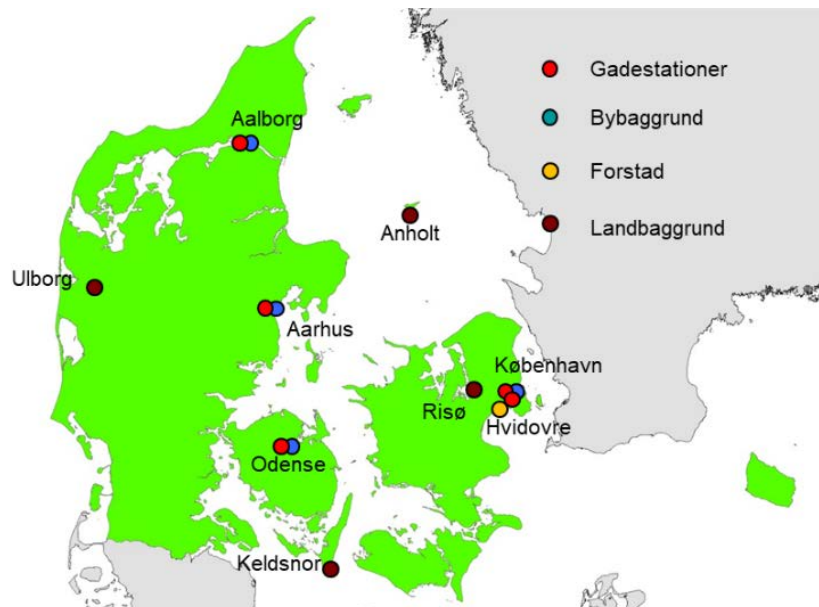 Gadestationer
Aalborg
Bybaggrund
Forstad
Anholt
Landbaggrund
Ulborg
Aarhus
København
Risø
Hvidovre
Odense
Keldsnor